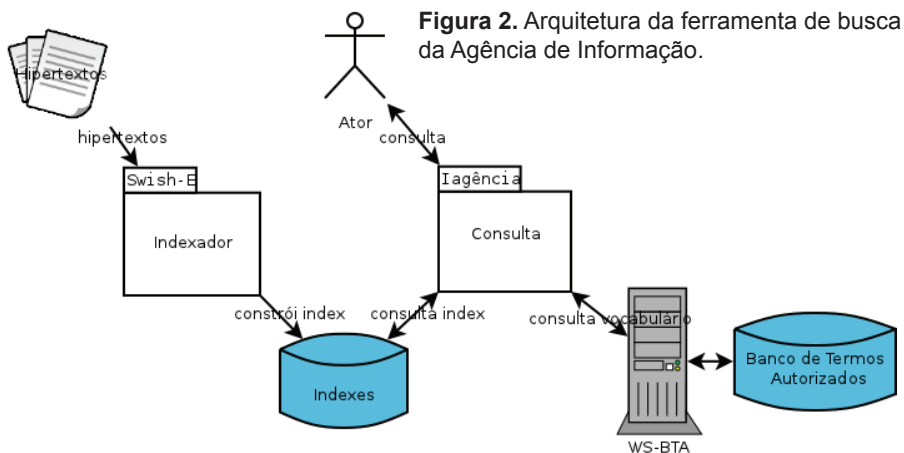 Figura 2. Arquitetura da ferramenta de busca
da Agência de Informação.
Hipertextos
Ator
hipertextos
consulta
Swish-E
Iagência
Indexador
Consulta
constrói index
consulta index
consulta vocabulário
Indexes
Banco de Termos
Autorizados
WS-BTA